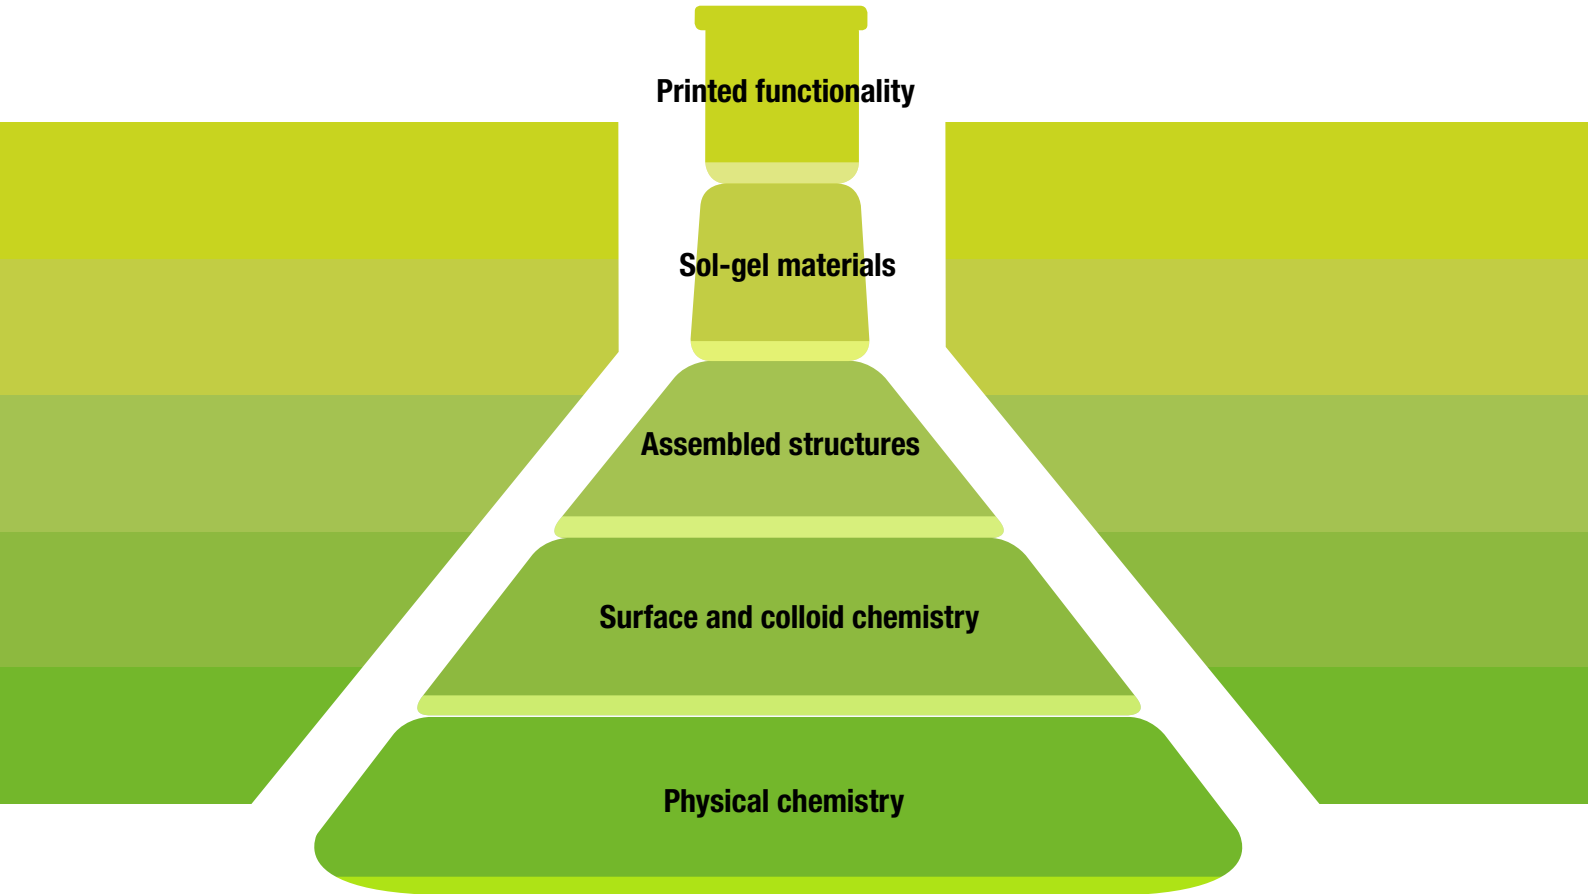 Printed functionality
Sol-gel materials
Assembled structures
Surface and colloid chemistry
Physical chemistry